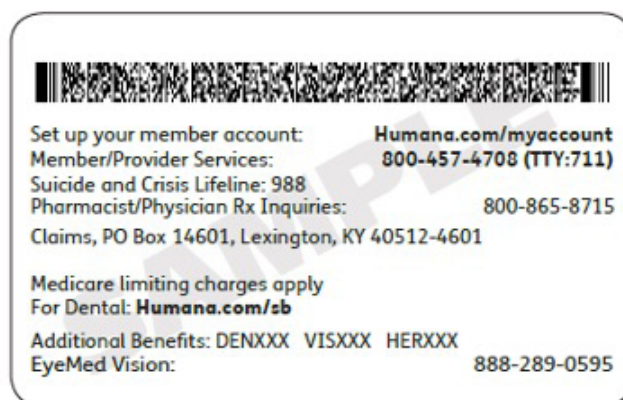 Set up your member account: Humana.com/myaccount
Member/Provider Services: 800-457-4708 (TTY:711)
Suicide and Crisis Lifeline: 988
Pharmacist/Physician Rx Inquiries: 800-865-8715
Claims, PO Box 14601, Lexington, KY 40512-4601
Medicare limiting charges apply
For Dental: Humana.com/sb
Additional Benefits: DENXXX VISXXX HERXXX
EyeMed Vision: 888-289-0595
SAMPLE